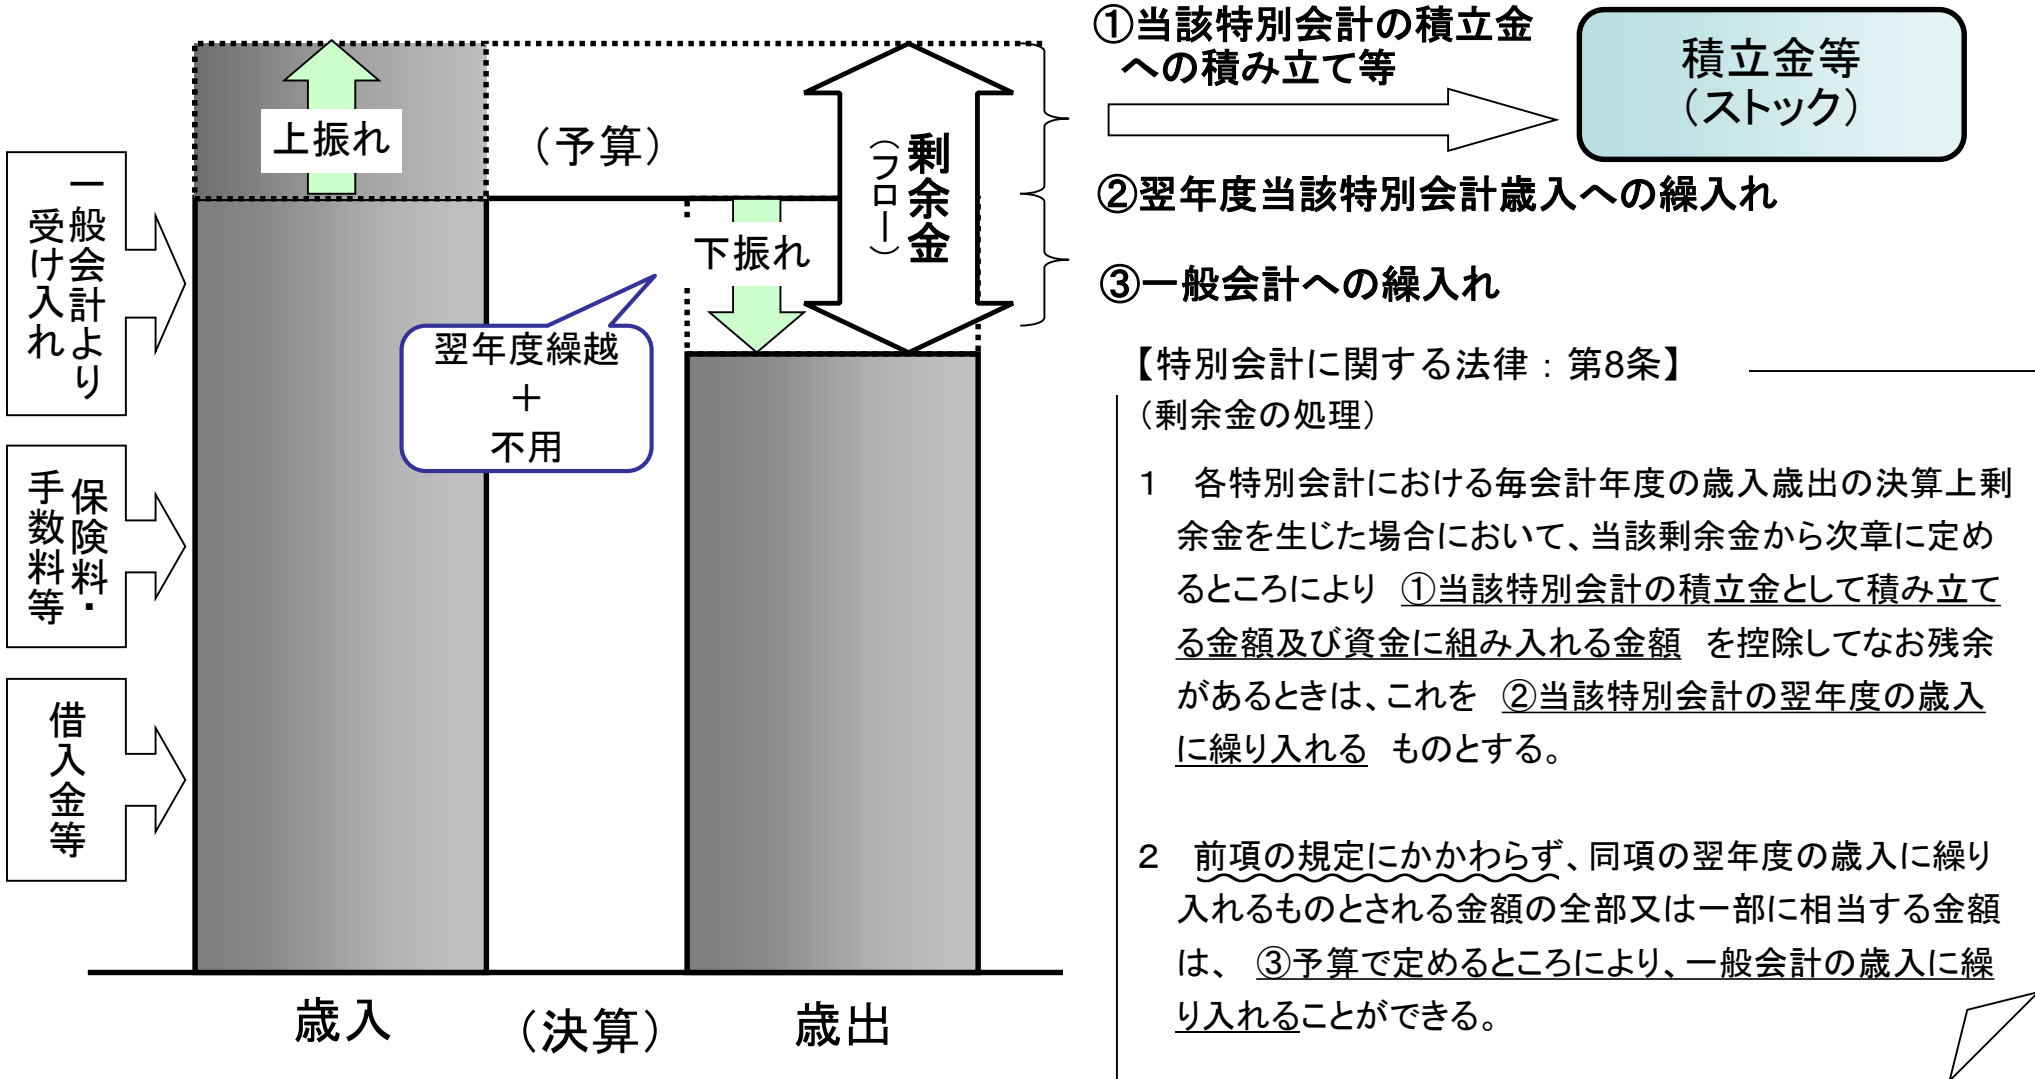 一般会計より
受け入れ
保険料・
手数料等
借入金等
上振れ
（予算）
下振れ
翌年度繰越
＋
不用
剰余金
（フロー）
歳入
（決算）
歳出
①当該特別会計の積立金
への積み立て等
積立金等
（ストック）
②翌年度当該特別会計歳入への繰入れ
③一般会計への繰入れ
【特別会計に関する法律：第8条】
（剰余金の処理）
１　各特別会計における毎会計年度の歳入歳出の決算上剰
余金を生じた場合において、当該剰余金から次章に定め
るところにより　①当該特別会計の積立金として積み立て
る金額及び資金に組み入れる金額　を控除してなお残余
があるときは、これを　②当該特別会計の翌年度の歳入
に繰り入れる　ものとする。
２　前項の規定にかかわらず、同項の翌年度の歳入に繰り
入れるものとされる金額の全部又は一部に相当する金額
は、　③予算で定めるところにより、一般会計の歳入に繰
り入れることができる。